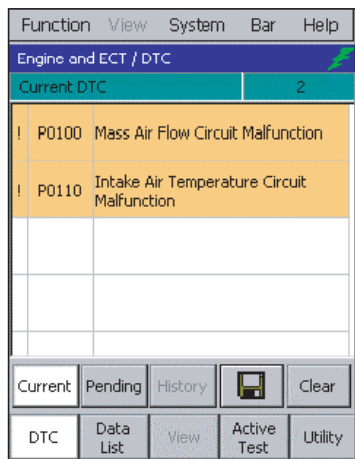 Function View System Bar Help
Engine and ECT / DTC
Current DTC 2
! P0100 Mass Air Flow Circuit Malfunction
! P0110 Intake Air Temperature Circuit
Malfunction
Current Pending History Clear
DTC Data List View Active Test Utility